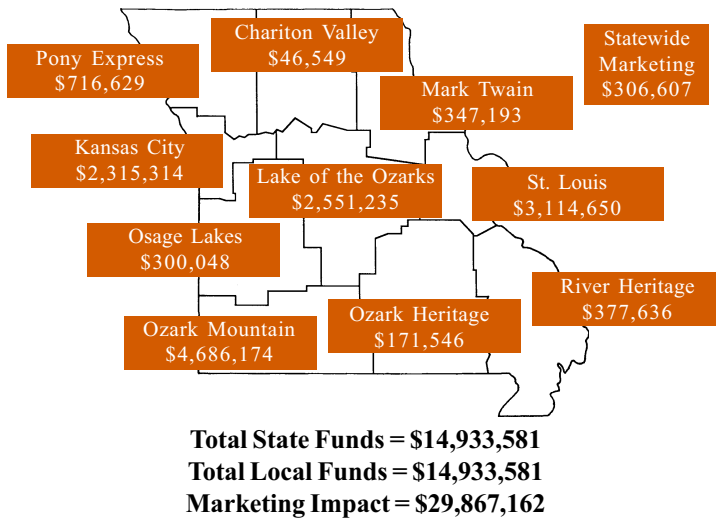 Chariton Valley
$46,549
Statewide
Marketing
$306,607
Pony Express
$716,629
Mark Twain
$347,193
Kansas City
$2,315,314
Lake of the Ozarks
$2,551,235
St. Louis
$3,114,650
Osage Lakes
$300,048
River Heritage
$377,636
Ozark Heritage
$171,546
Ozark Mountain
$4,686,174
Total State Funds = $14,933,581
Total Local Funds = $14,933,581
Marketing Impact = $29,867,162